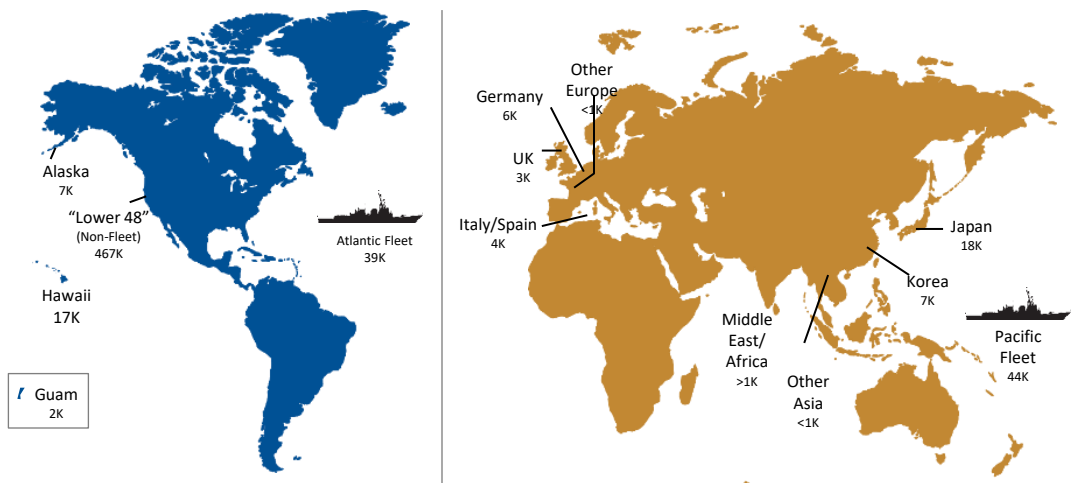 Alaska
7K
“Lower 48”
(Non-Fleet)
467K
Hawaii
17K
Guam
2K
Atlantic Fleet
39K
Other
Europe
<1K
Germany
6K
UK
3K
Italy/Spain
4K
Japan
18K
Korea
7K
Middle
East/
Africa
>1K
Other
Asia
<1K
Pacific
Fleet
44K